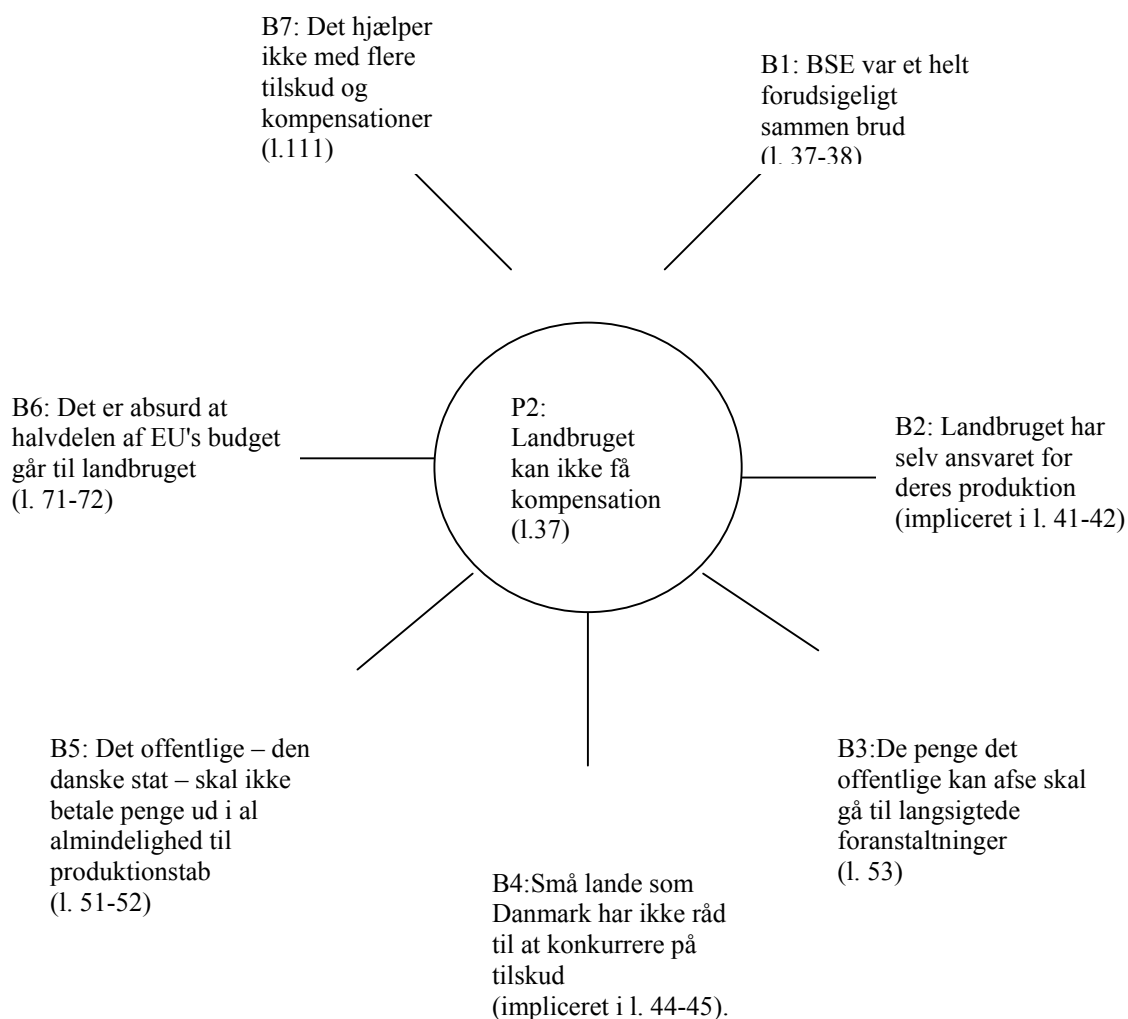 B7: Det hjælper
ikke med flere
tilskud og
kompensationer
(l.111)
B1: BSE var et helt
forudsigeligt
sammen brud
(l. 37-38)
B6: Det er absurd at
halvdelen af EU's budget
går til landbruget
(l. 71-72)
P2:
Landbruget
kan ikke få
kompensation
(l.37)
B2: Landbruget har
selv ansvaret for
deres produktion
(impliceret i l. 41-42)
B5: Det offentlige – den
danske stat – skal ikke
betale penge ud i al
almindelighed til
produktionstab
(l. 51-52)
B4:Små lande som
Danmark har ikke råd
til at konkurrere på
tilskud
(impliceret i l. 44-45).
B3:De penge det
offentlige kan afse skal
gå til langsigtede
foranstaltninger
(l. 53)